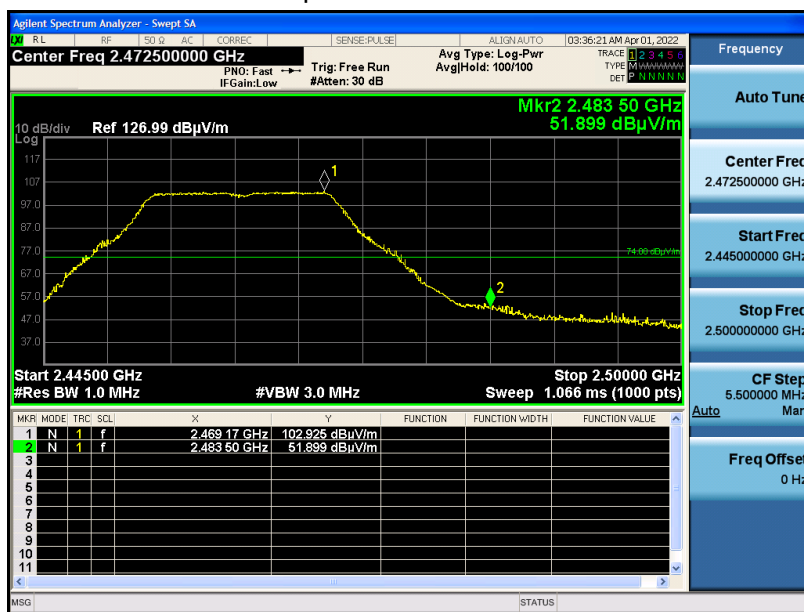 Agilent Spectrum Analyzer - Swept SA
LXI RL RF 50 Ω AC CORREC SENSE:PULSE ALIGN AUTO 03:36:21 AM Apr 01, 2022
Center Freq 2.472500000 GHz
PNO: Fast
IFGain:Low
Trig: Free Run
#Atten: 30 dB
Avg Type: Log-Pwr
Avg|Hold: 100/100
TRACE 1 2 3 4 5 6
TYPE M WWWWW
DET P N N N N N
Mkr2 2.483 50 GHz
51.899 dBµV/m
10 dB/div Ref 126.99 dBµV/m
Log
117
107
97.0
87.0
77.0
67.0
57.0
47.0
37.0
1
74.00 dBµV/m
2
Start 2.44500 GHz Stop 2.50000 GHz
#Res BW 1.0 MHz #VBW 3.0 MHz Sweep 1.066 ms (1000 pts)
MKR MODE TRC SCL X Y FUNCTION FUNCTION WIDTH FUNCTION VALUE
1 N 1 f 2.469 17 GHz 102.925 dBµV/m
2 N 1 f 2.483 50 GHz 51.899 dBµV/m
3
4
5
6
7
8
9
10
11
MSG STATUS
Frequency
Auto Tune
Center Freq
2.472500000 GHz
Start Freq
2.445000000 GHz
Stop Freq
2.500000000 GHz
CF Step
5.500000 MHz
Auto Man
Freq Offset
0 Hz